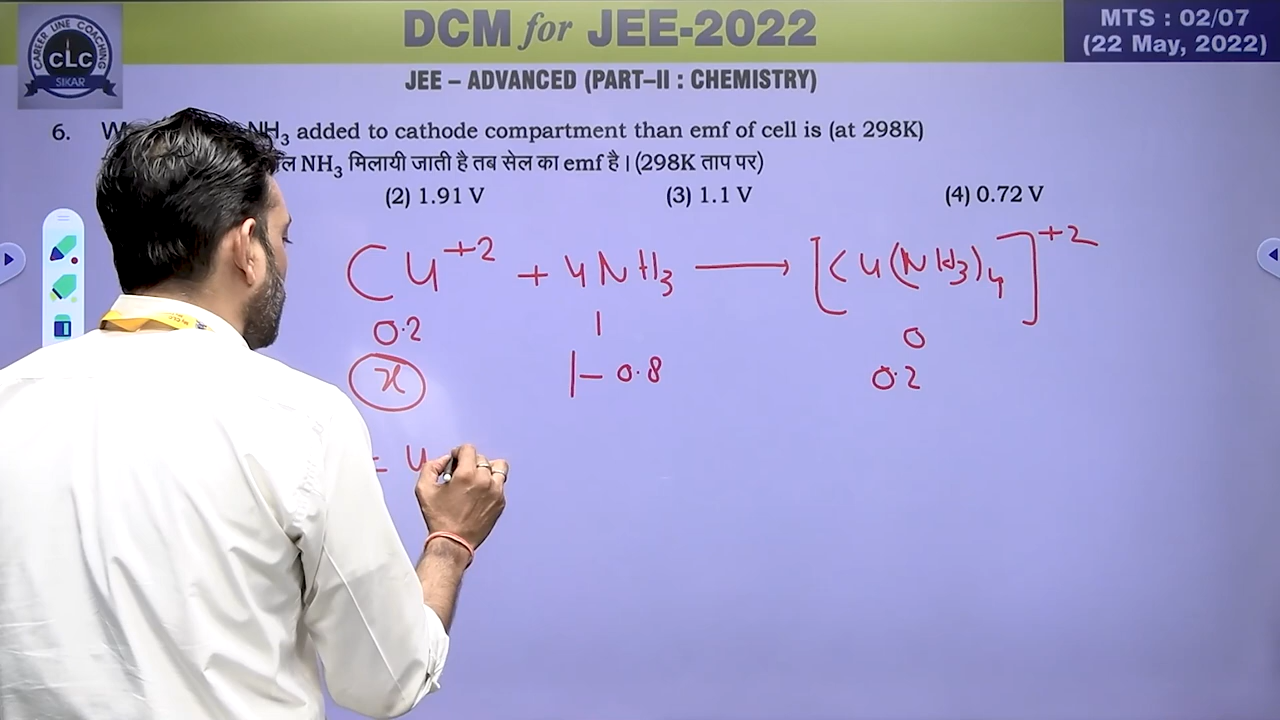 DCM for JEE-2022
MTS : 02/07
(22 May, 2022)
CAREER LINE COACHING
CLC
SIKAR
JEE – ADVANCED (PART–II : CHEMISTRY)
6. NH₃ added to cathode compartment than emf of cell is (at 298K)
NH₃ मिलायी जाती है तब सेल का emf है। (298K ताप पर)
(2) 1.91 V (3) 1.1 V (4) 0.72 V
Cu⁺² + 4NH₃ ⟶ [Cu(NH₃)₄]⁺²
0.2 1 0
x 1-0.8 0.2
= 4